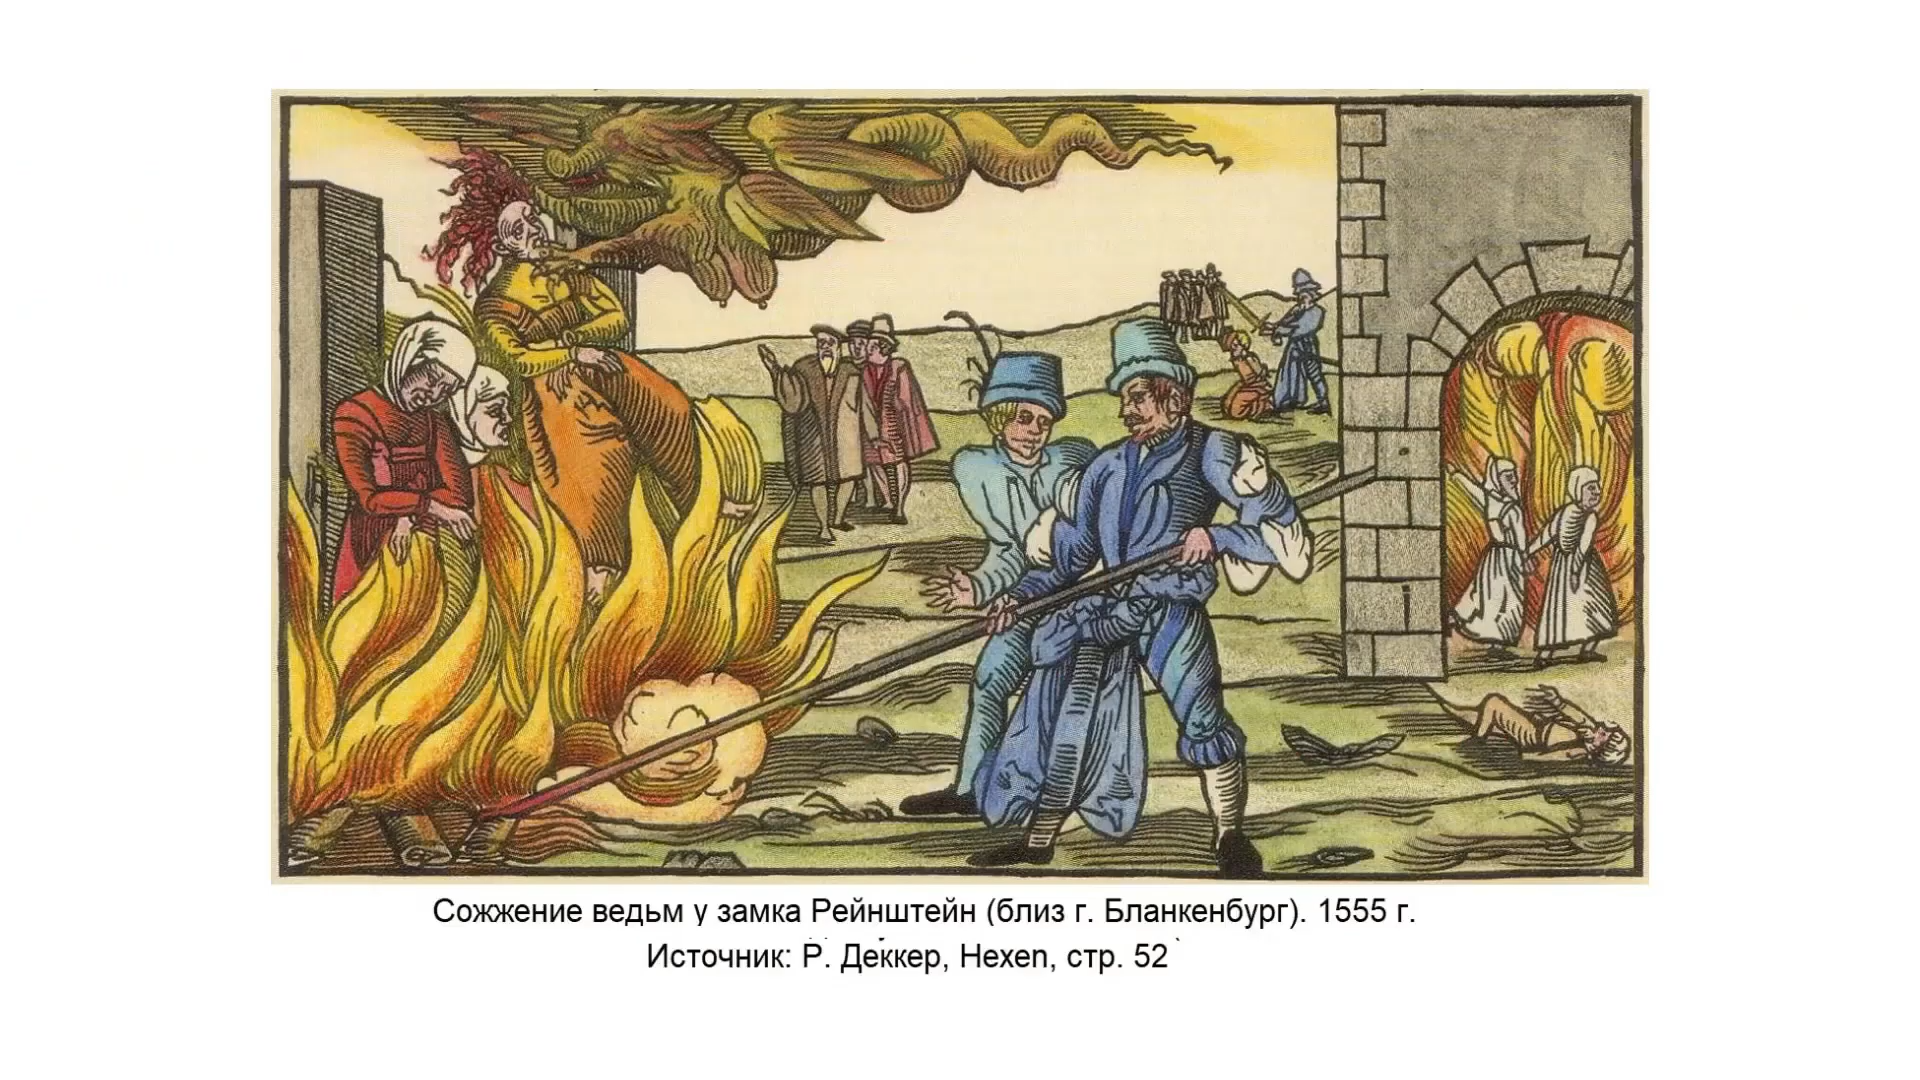 Сожжение ведьм у замка Рейнштейн (близ г. Бланкенбург). 1555 г.
Источник: Р. Деккер, Hexen, стр. 52